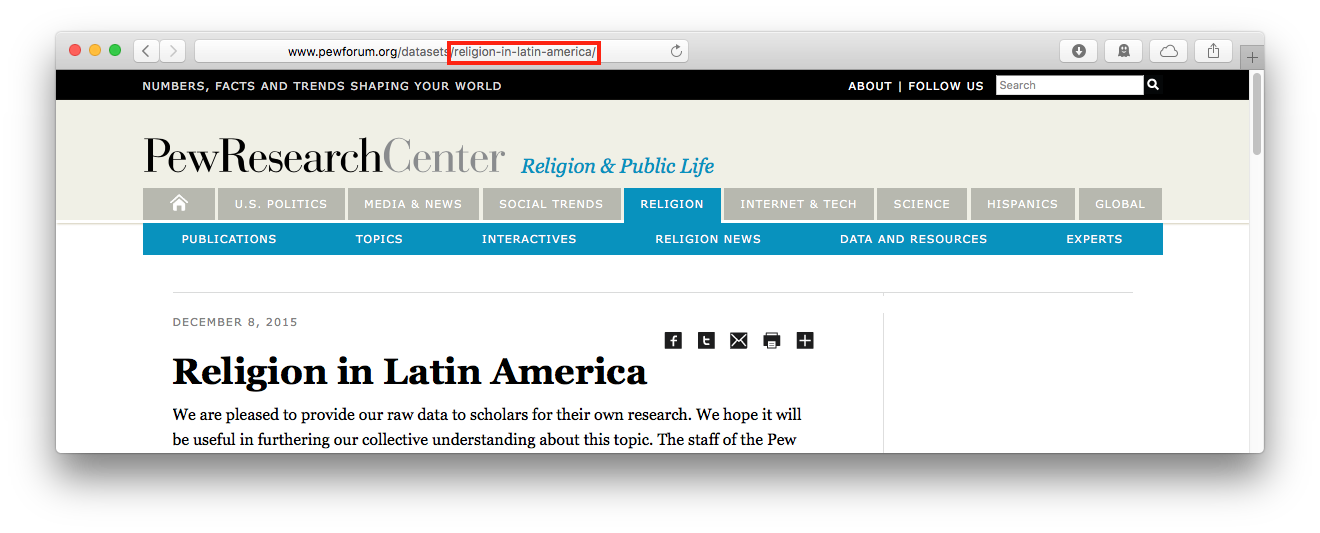 www.pewforum.org/datasets/religion-in-latin-america/
NUMBERS, FACTS AND TRENDS SHAPING YOUR WORLD
ABOUT | FOLLOW US
Search
PewResearchCenter Religion & Public Life
U.S. POLITICS MEDIA & NEWS SOCIAL TRENDS RELIGION INTERNET & TECH SCIENCE HISPANICS GLOBAL
PUBLICATIONS TOPICS INTERACTIVES RELIGION NEWS DATA AND RESOURCES EXPERTS
DECEMBER 8, 2015
Religion in Latin America
We are pleased to provide our raw data to scholars for their own research. We hope it will
be useful in furthering our collective understanding about this topic. The staff of the Pew